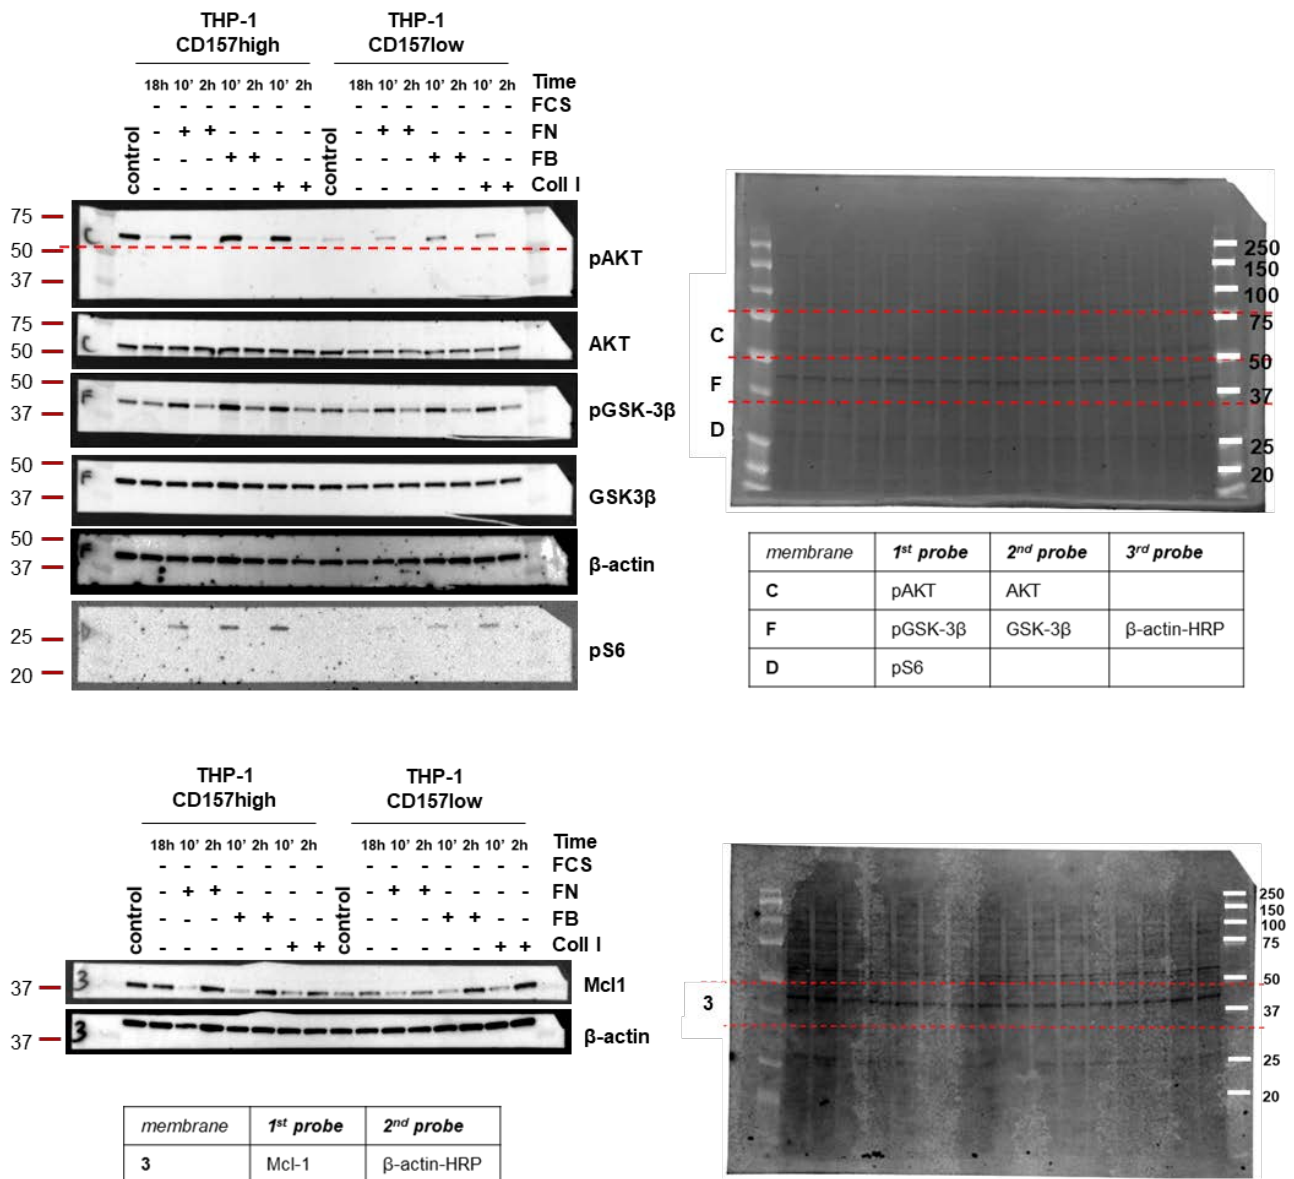 THP-1 THP-1
CD157high CD157low
18h 10' 2h 10' 2h 10' 2h 18h 10' 2h 10' 2h 10' 2h Time
- - - - - - - - - - - - - - FCS
control - + + - - - - control - + + - - - - FN
- - - + + - - - - - + + - - FB
- - - - - + + - - - - - + + Coll I
75
C
50
pAKT
37
75
C
AKT
50
50
F
37
pGSK-3β
50
F
37
GSK3β
50
F
37
β-actin
D
25
pS6
20
250
150
100
75
C
50
F
37
D
25
20
membrane 1st probe 2nd probe 3rd probe
C pAKT AKT
F pGSK-3β GSK-3β β-actin-HRP
D pS6
THP-1 THP-1
CD157high CD157low
18h 10' 2h 10' 2h 10' 2h 18h 10' 2h 10' 2h 10' 2h Time
- - - - - - - - - - - - - - FCS
control - + + - - - - control - + + - - - - FN
- - - + + - - - - - + + - - FB
- - - - - + + - - - - - + + Coll I
37 3 Mcl1
37 3 β-actin
250
150
100
75
50
3
37
25
20
membrane 1st probe 2nd probe
3 Mcl-1 β-actin-HRP